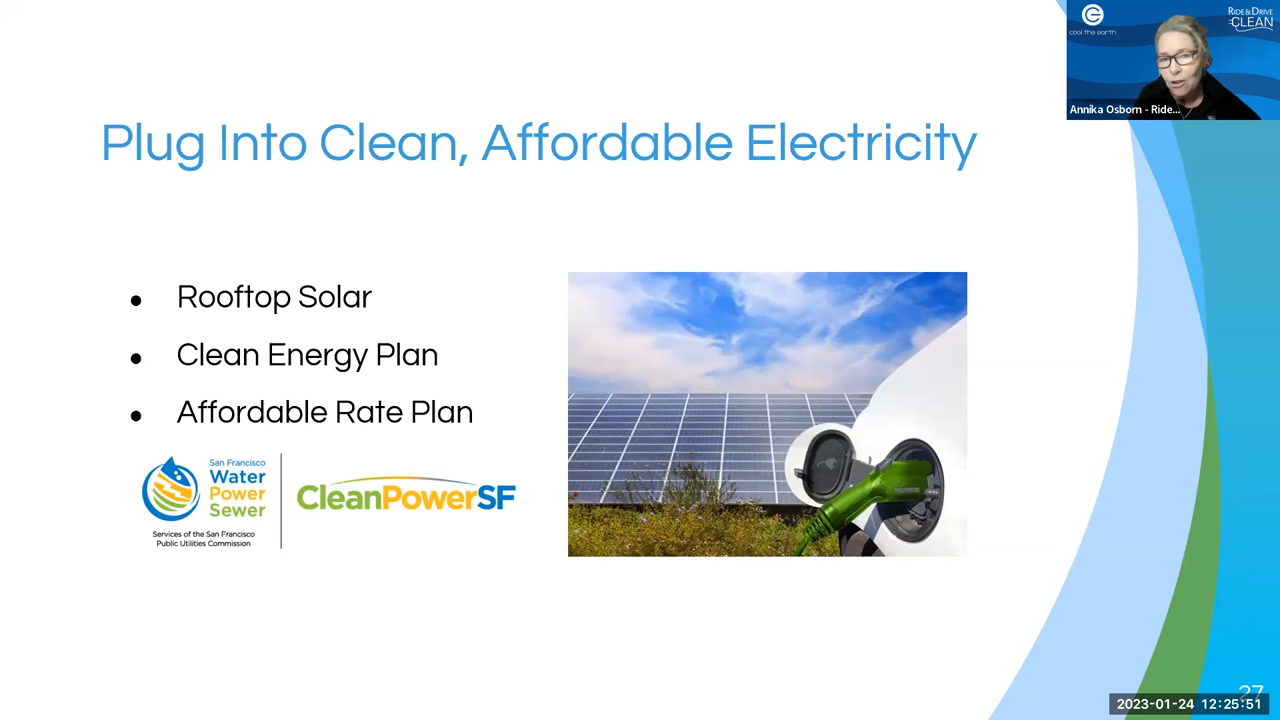 cool the earth
RIDE & DRIVE
CLEAN
Annika Osborn - Ride...
Plug Into Clean, Affordable Electricity
● Rooftop Solar
● Clean Energy Plan
● Affordable Rate Plan
San Francisco
Water
Power
Sewer
Services of the San Francisco
Public Utilities Commission
CleanPowerSF
27
2023-01-24 12:25:51